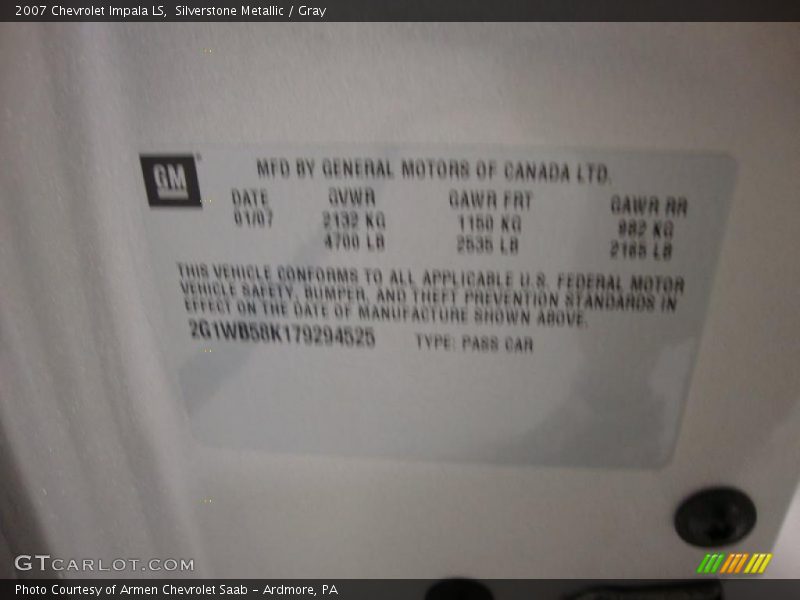 2007 Chevrolet Impala LS, Silverstone Metallic / Gray
GM MFD BY GENERAL MOTORS OF CANADA LTD.
DATE GVWR GAWR FRT GAWR RR
01/07 2132 KG 1150 KG 982 KG
4700 LB 2535 LB 2165 LB
THIS VEHICLE CONFORMS TO ALL APPLICABLE U.S. FEDERAL MOTOR
VEHICLE SAFETY, BUMPER, AND THEFT PREVENTION STANDARDS IN
EFFECT ON THE DATE OF MANUFACTURE SHOWN ABOVE.
2G1WB58K179294525 TYPE: PASS CAR
GTCARLOT.COM
Photo Courtesy of Armen Chevrolet Saab - Ardmore, PA